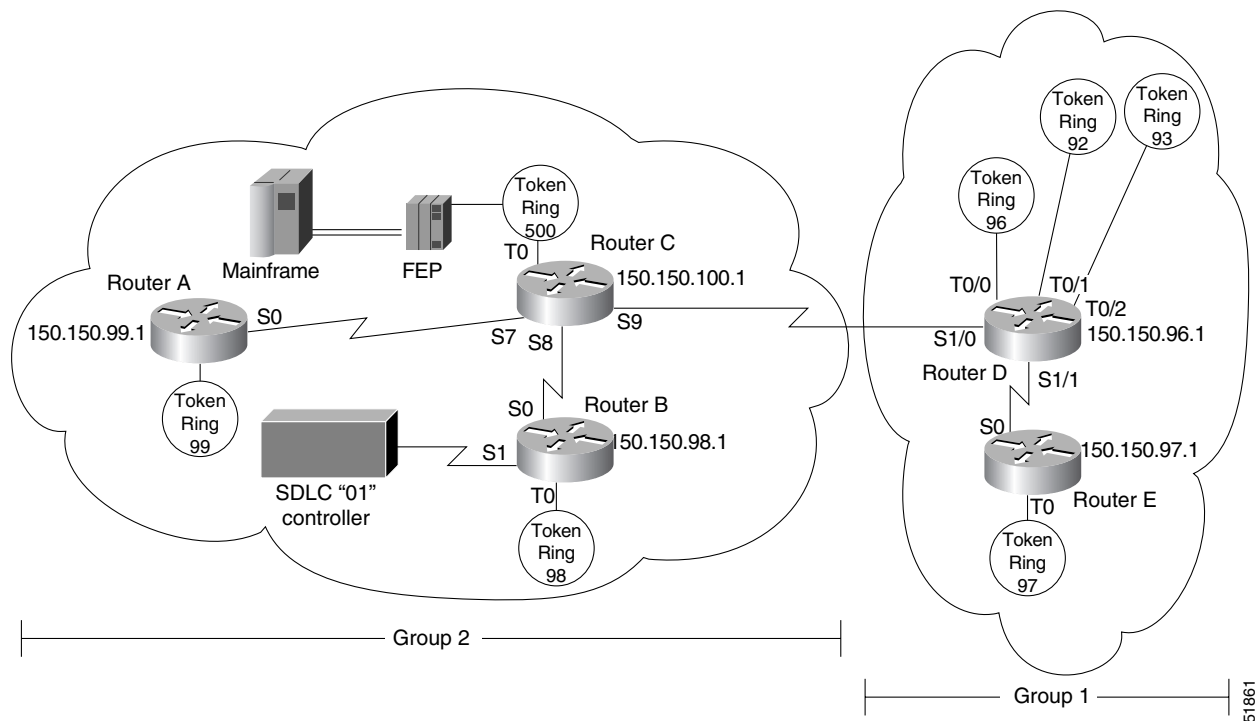 Token
Ring
92
Token
Ring
93
Token
Ring
96
Token
Ring
500
T0
Router C
Mainframe
FEP
150.150.100.1
Router A
150.150.99.1
S0
S7
S8
S9
T0/0
T0/1
T0/2
150.150.96.1
S1/0
Router D
S1/1
Token
Ring
99
S0
Router B
150.150.98.1
S1
SDLC "01"
controller
T0
Token
Ring
98
S0
150.150.97.1
Router E
T0
Token
Ring
97
Group 2
Group 1
51861